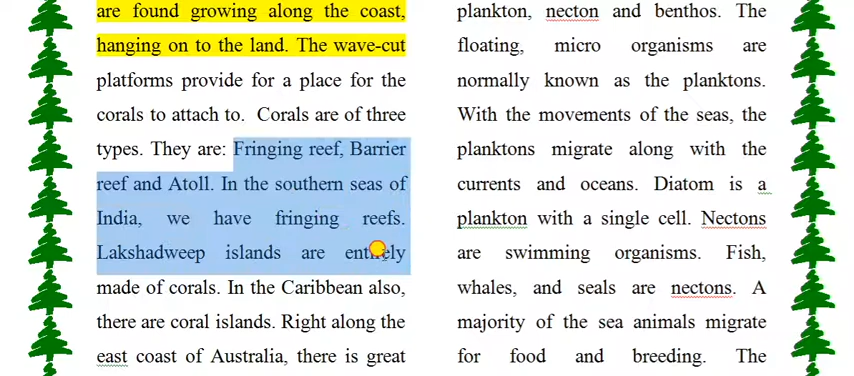 are found growing along the coast,
hanging on to the land. The wave-cut
platforms provide for a place for the
corals to attach to. Corals are of three
types. They are: Fringing reef, Barrier
reef and Atoll. In the southern seas of
India, we have fringing reefs.
Lakshadweep islands are entirely
made of corals. In the Caribbean also,
there are coral islands. Right along the
east coast of Australia, there is great
plankton, necton and benthos. The
floating, micro organisms are
normally known as the planktons.
With the movements of the seas, the
planktons migrate along with the
currents and oceans. Diatom is a
plankton with a single cell. Nectons
are swimming organisms. Fish,
whales, and seals are nectons. A
majority of the sea animals migrate
for food and breeding. The